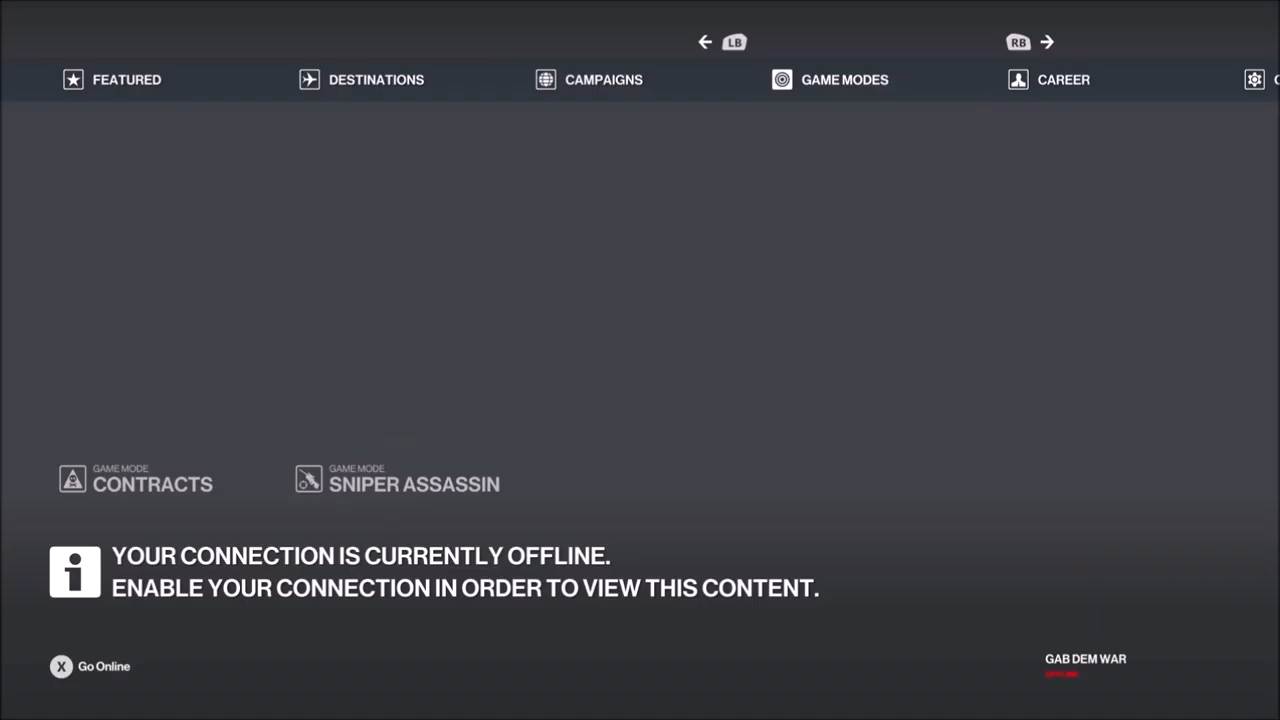 LB
RB
FEATURED
DESTINATIONS
CAMPAIGNS
GAME MODES
CAREER
GAME MODE
CONTRACTS
GAME MODE
SNIPER ASSASSIN
i YOUR CONNECTION IS CURRENTLY OFFLINE.
ENABLE YOUR CONNECTION IN ORDER TO VIEW THIS CONTENT.
X Go Online
GAB DEM WAR
OFFLINE